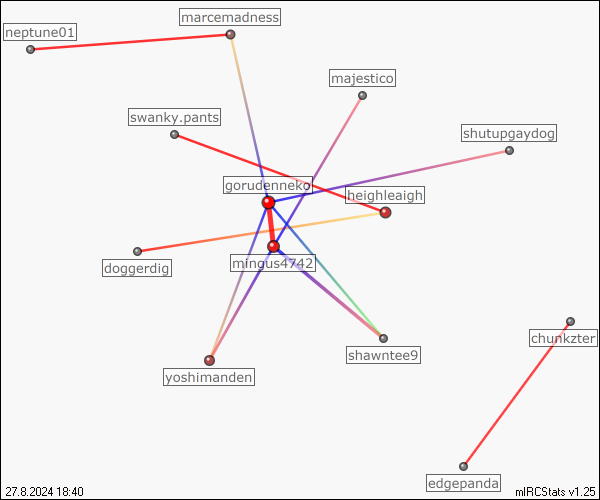 marcemadness
neptune01
majestico
swanky.pants
shutupgaydog
gorudenneko
heighleaigh
mingus4742
doggerdig
chunkzter
shawntee9
yoshimanden
edgepanda
27.8.2024 18:40
mIRCStats v1.25